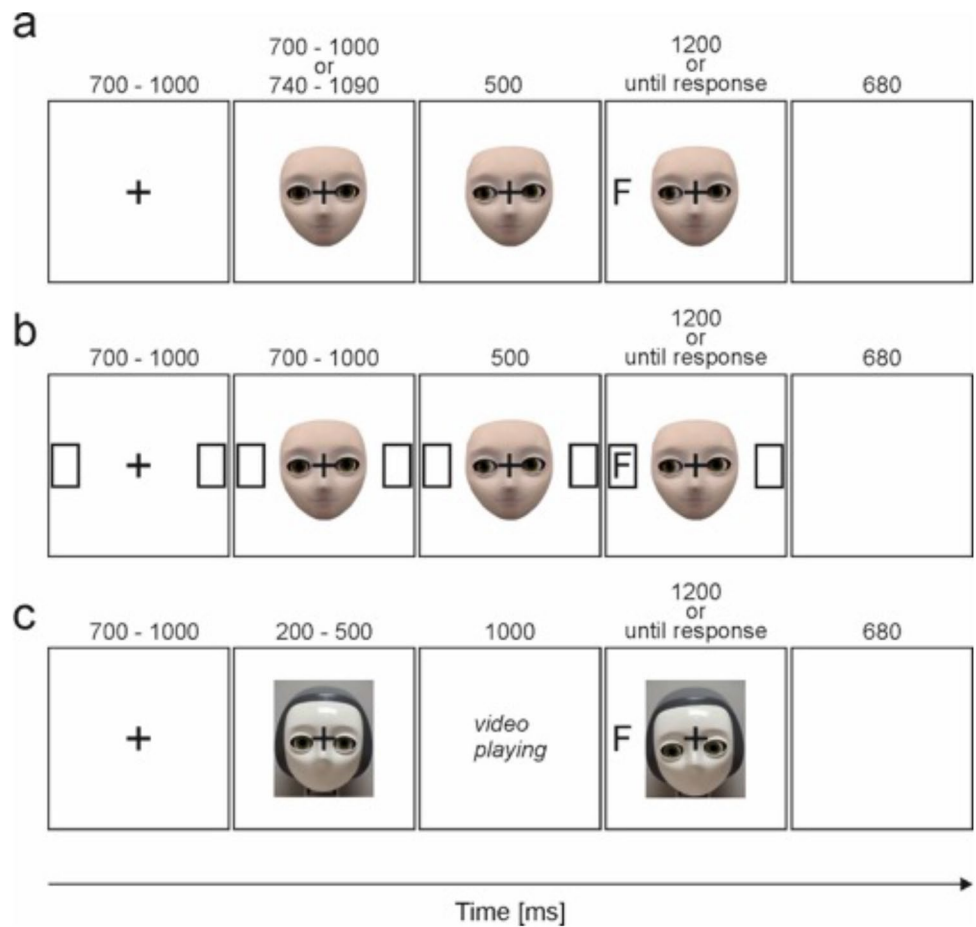 a
700 - 1000
700 - 1000
or
740 - 1090
500
1200
or
until response
680
+
+
+
F +
b
700 - 1000
700 - 1000
500
1200
or
until response
680
+
+
+
F +
c
700 - 1000
200 - 500
1000
1200
or
until response
680
+
+
video
playing
F +
Time [ms]